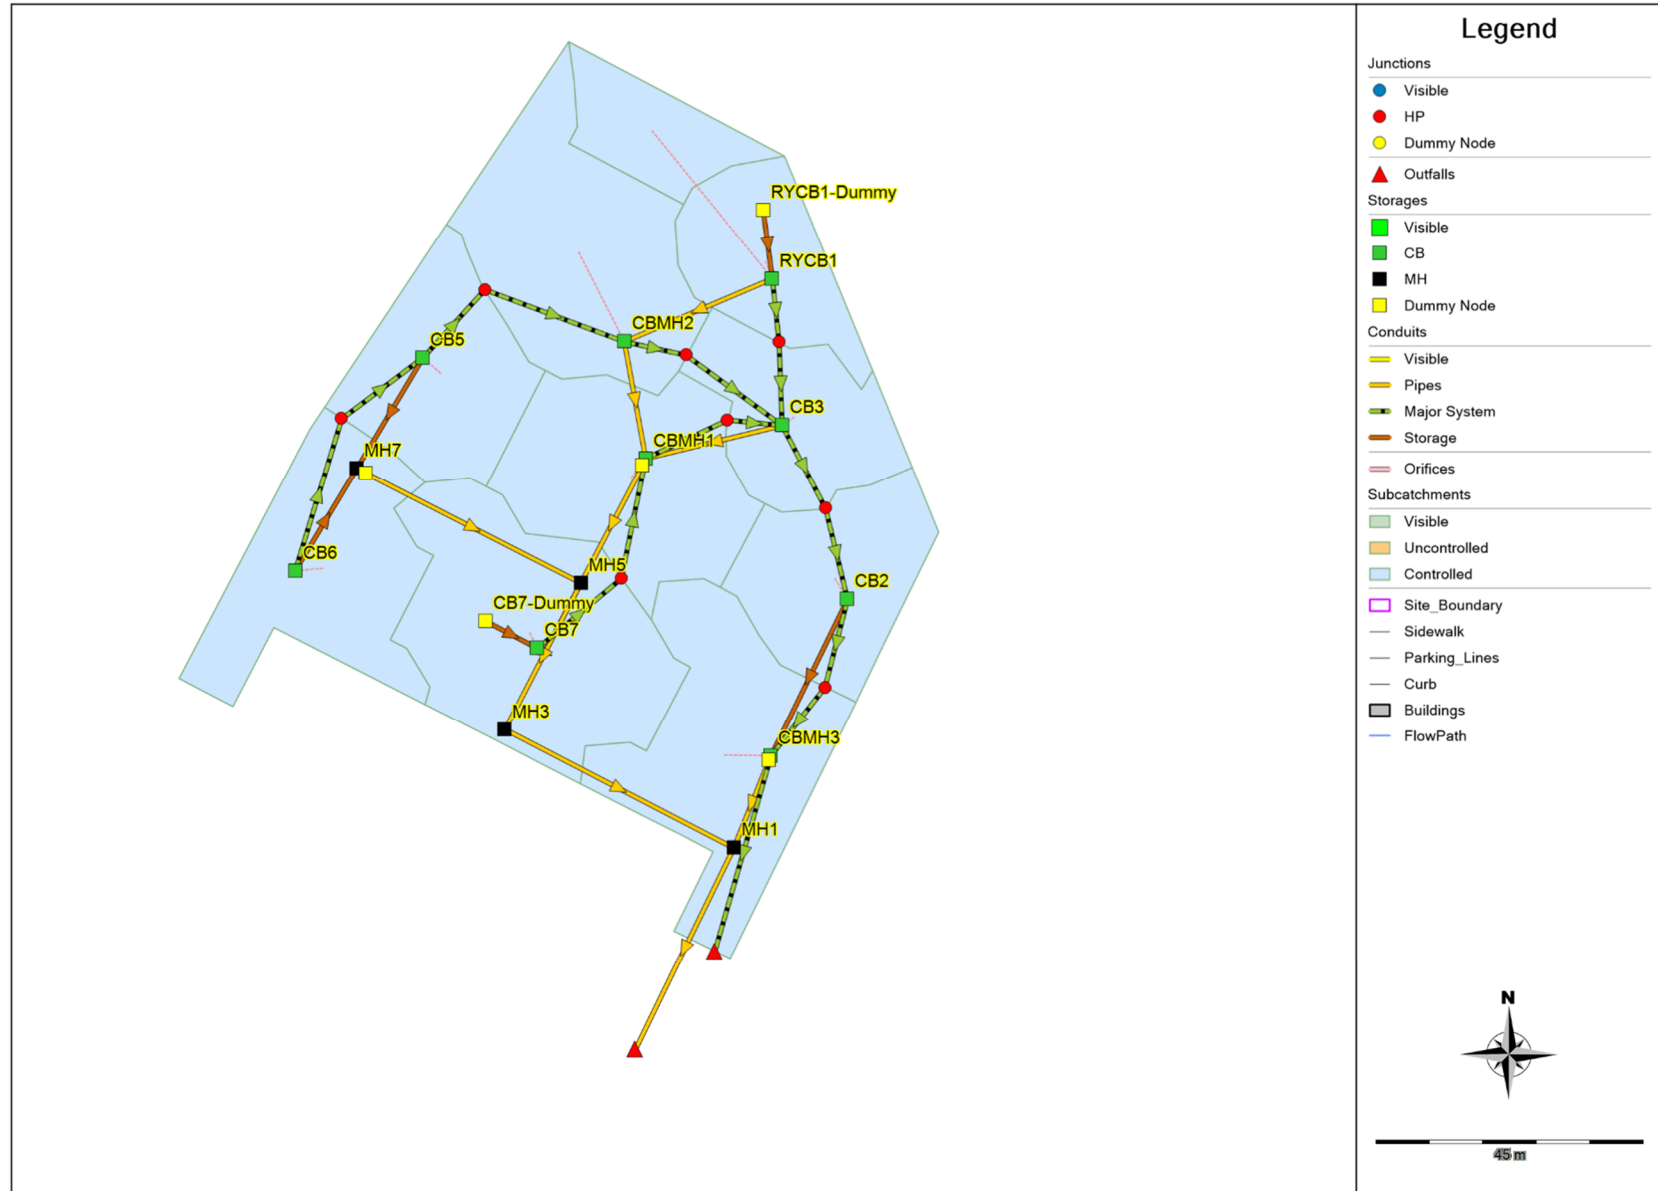 RYCB1-Dummy
RYCB1
CBMH2
CB5
CB3
CBMH1
MH7
CB6
MH5
CB2
CB7-Dummy
CB7
MH3
CBMH3
MH1
Legend
Junctions
Visible
HP
Dummy Node
Outfalls
Storages
Visible
CB
MH
Dummy Node
Conduits
Visible
Pipes
Major System
Storage
Orifices
Subcatchments
Visible
Uncontrolled
Controlled
Site_Boundary
Sidewalk
Parking_Lines
Curb
Buildings
FlowPath
N
45 m